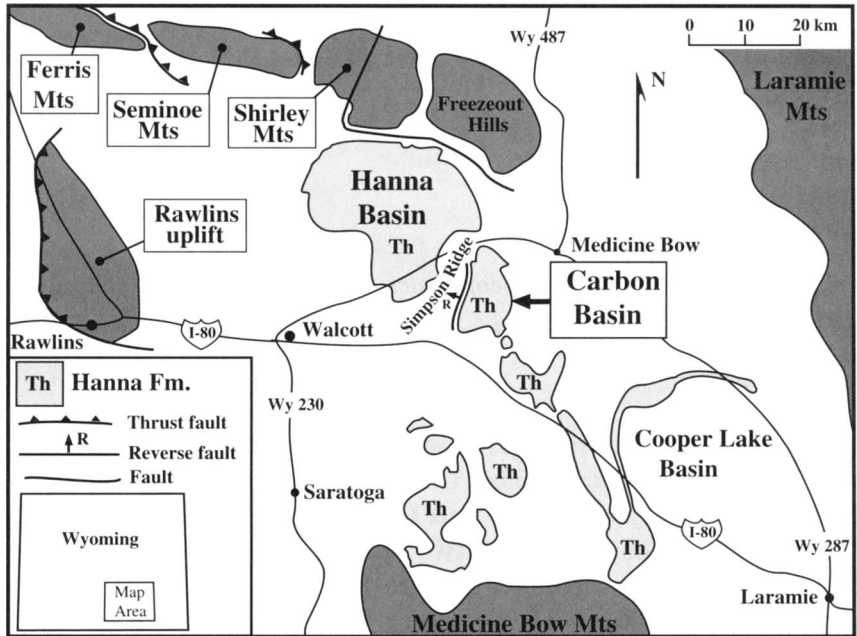 Wy 487
0 10 20 km
Ferris
Mts
Seminoe
Mts
Shirley
Mts
Freezeout
Hills
N
Laramie
Mts
Hanna
Basin
Th
Rawlins
uplift
Medicine Bow
Simpson Ridge
R
Th
Carbon
Basin
I-80
Walcott
Rawlins
Th Hanna Fm.
Thrust fault
R
Reverse fault
Fault
Wy 230
Th
Cooper Lake
Basin
Saratoga
Th
Th
Th
I-80
Wy 287
Wyoming
Map
Area
Laramie
Medicine Bow Mts